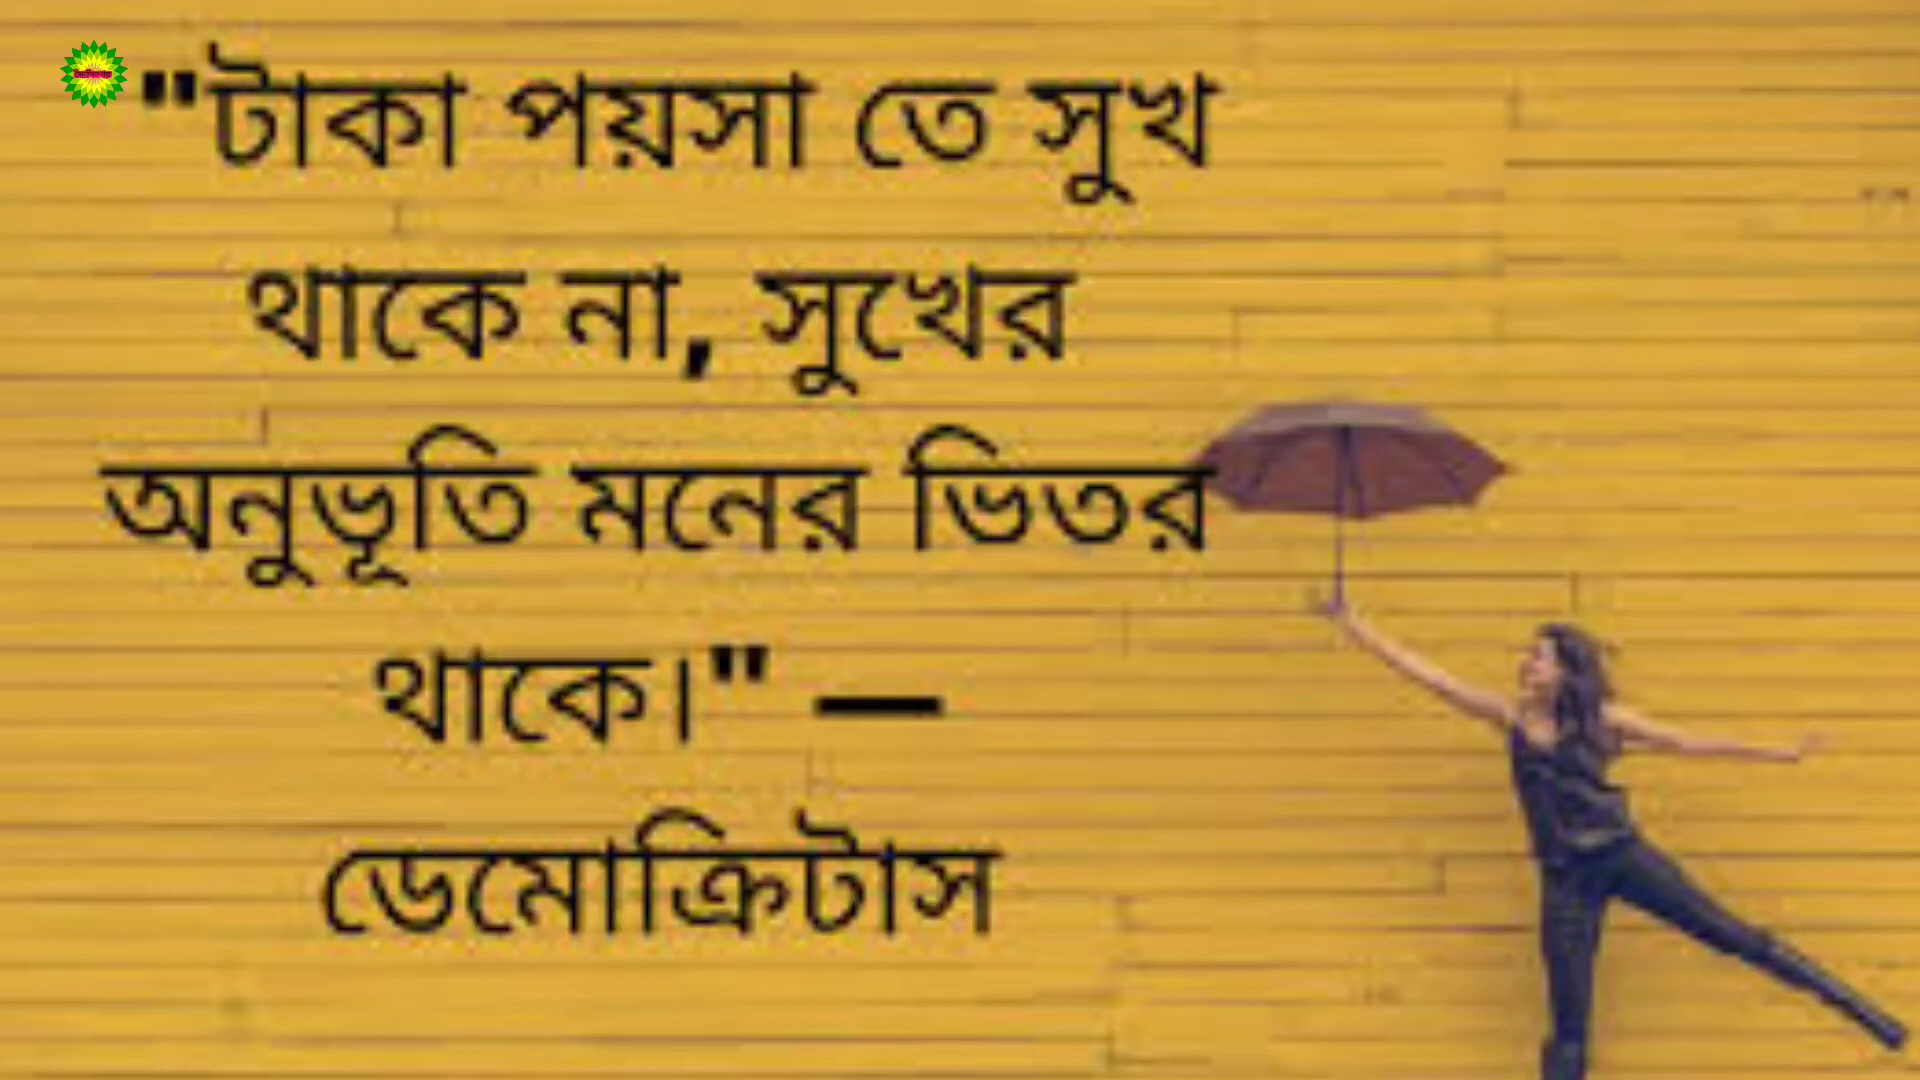 "টাকা পয়সা তে সুখ
থাকে না, সুখের
অনুভূতি মনের ভিতর
থাকে।" —
ডেমোক্রিটাস